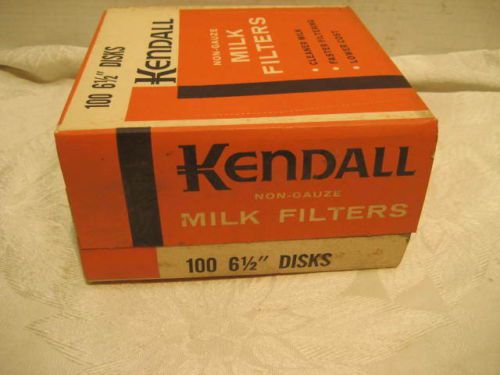 100 6½" DISKS
KENDALL
NON-GAUZE
MILK
FILTERS
• CLEANER MILK
• FASTER FILTERING
• LOWER COST
KENDALL
NON-GAUZE
MILK FILTERS
100 6½" DISKS